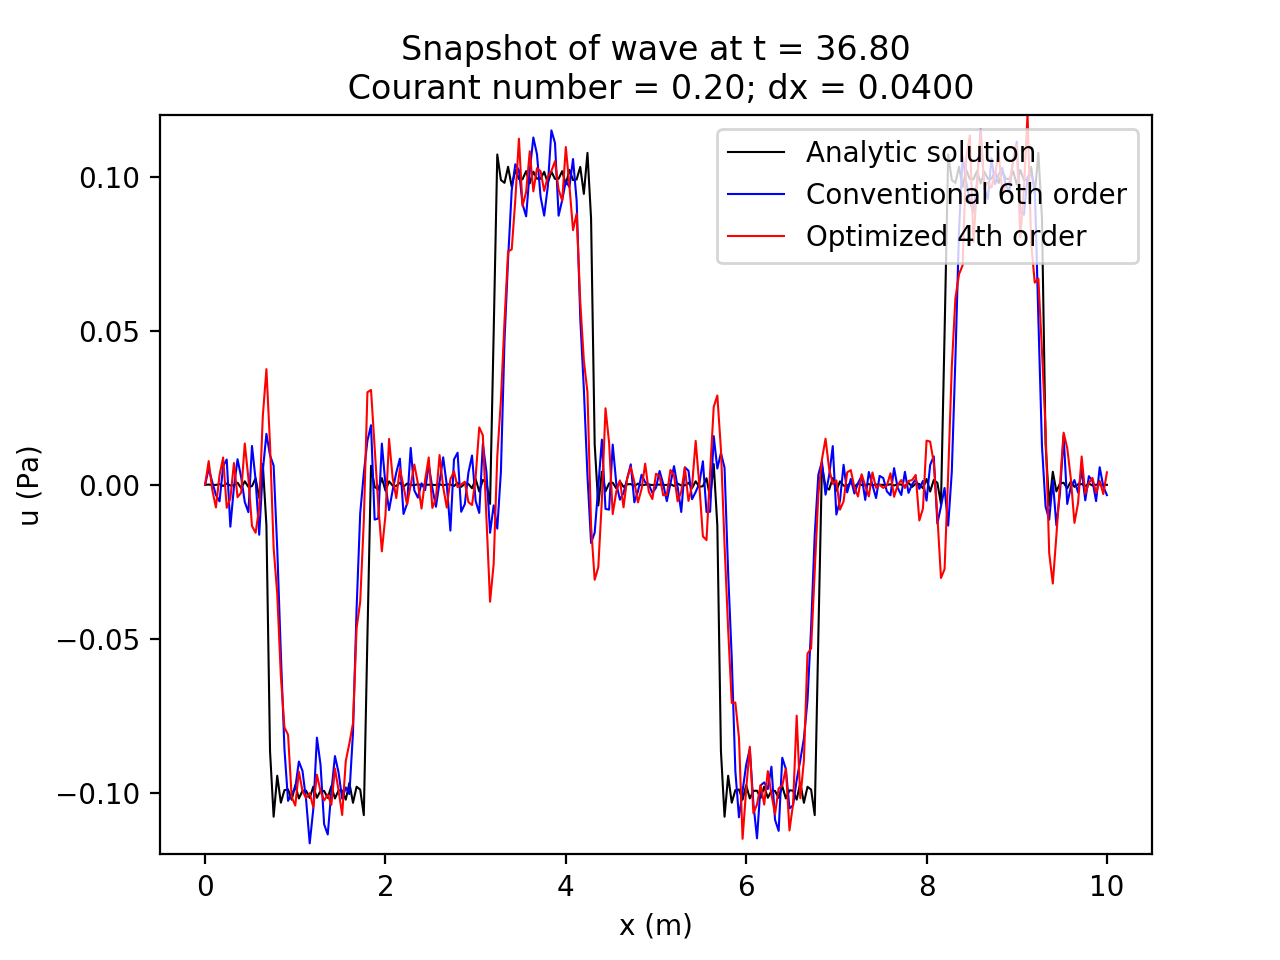 Snapshot of wave at t = 36.80
Courant number = 0.20; dx = 0.0400
Analytic solution
Conventional 6th order
Optimized 4th order
0.10
0.05
0.00
−0.05
−0.10
u (Pa)
0 2 4 6 8 10
x (m)